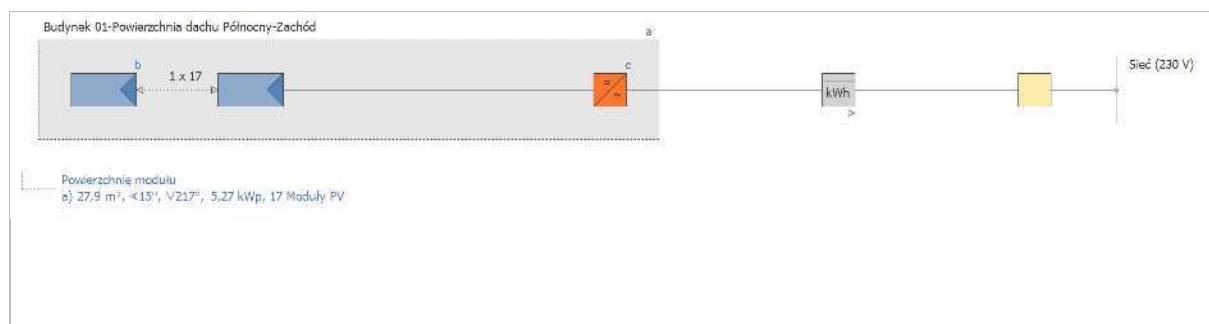 Budynek 01-Powierzchnia dachu Północny-Zachód
a
b
1 x 17
c
=
~
kWh
>
Sieć (230 V)
Powierzchnię modułu
a) 27,9 m², ∢15°, ∨217°, 5,27 kWp, 17 Moduły PV